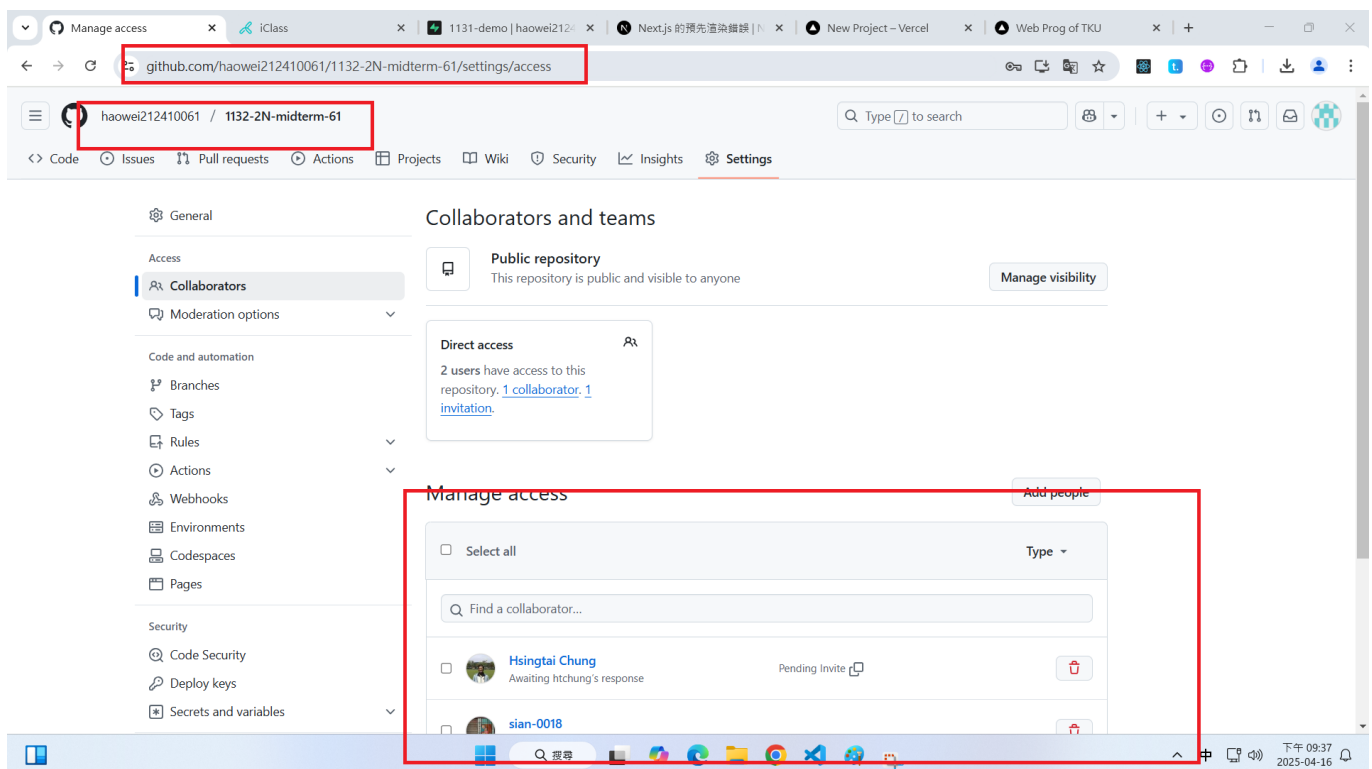 Manage access
iClass
1131-demo | haowei2124
Next.js 的預先渲染錯誤 | N
New Project – Vercel
Web Prog of TKU
github.com/haowei212410061/1132-2N-midterm-61/settings/access
haowei212410061 / 1132-2N-midterm-61
Type / to search
Code
Issues
Pull requests
Actions
Projects
Wiki
Security
Insights
Settings
General
Access
Collaborators
Moderation options
Code and automation
Branches
Tags
Rules
Actions
Webhooks
Environments
Codespaces
Pages
Security
Code Security
Deploy keys
Secrets and variables
Collaborators and teams
Public repository
This repository is public and visible to anyone
Manage visibility
Direct access
2 users have access to this
repository. 1 collaborator. 1
invitation.
Manage access
Add people
Select all
Type
Find a collaborator...
Hsingtai Chung
Awaiting htchung's response
Pending Invite
sian-0018
搜尋
中
下午 09:37
2025-04-16